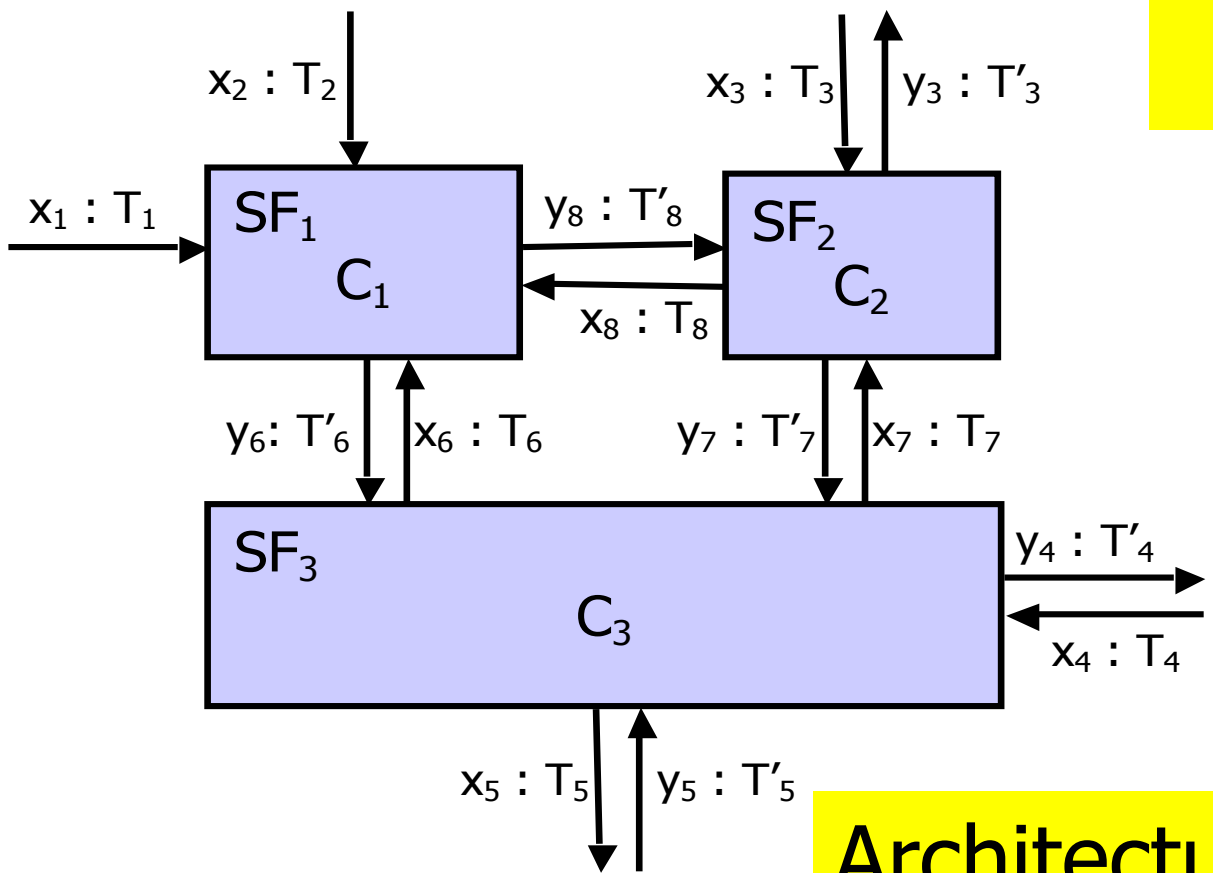 x₂ : T₂
x₃ : T₃
y₃ : T′₃
x₁ : T₁
SF₁
C₁
y₈ : T′₈
x₈ : T₈
SF₂
C₂
y₆: T′₆
x₆ : T₆
y₇ : T′₇
x₇ : T₇
SF₃
C₃
y₄ : T′₄
x₄ : T₄
x₅ : T₅
y₅ : T′₅